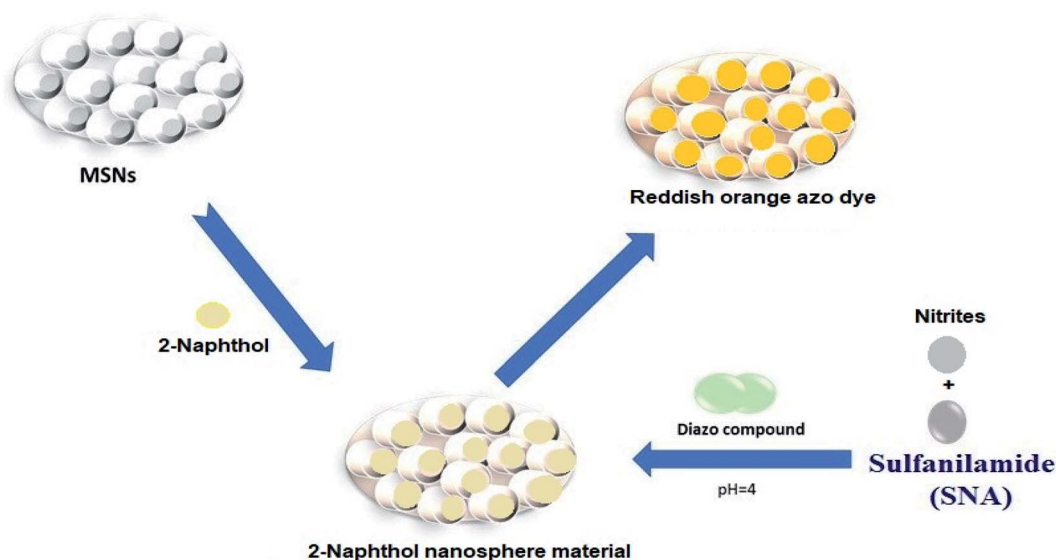 MSNs
Reddish orange azo dye
2-Naphthol
Nitrites
+
Diazo compound
Sulfanilamide
(SNA)
pH=4
2-Naphthol nanosphere material